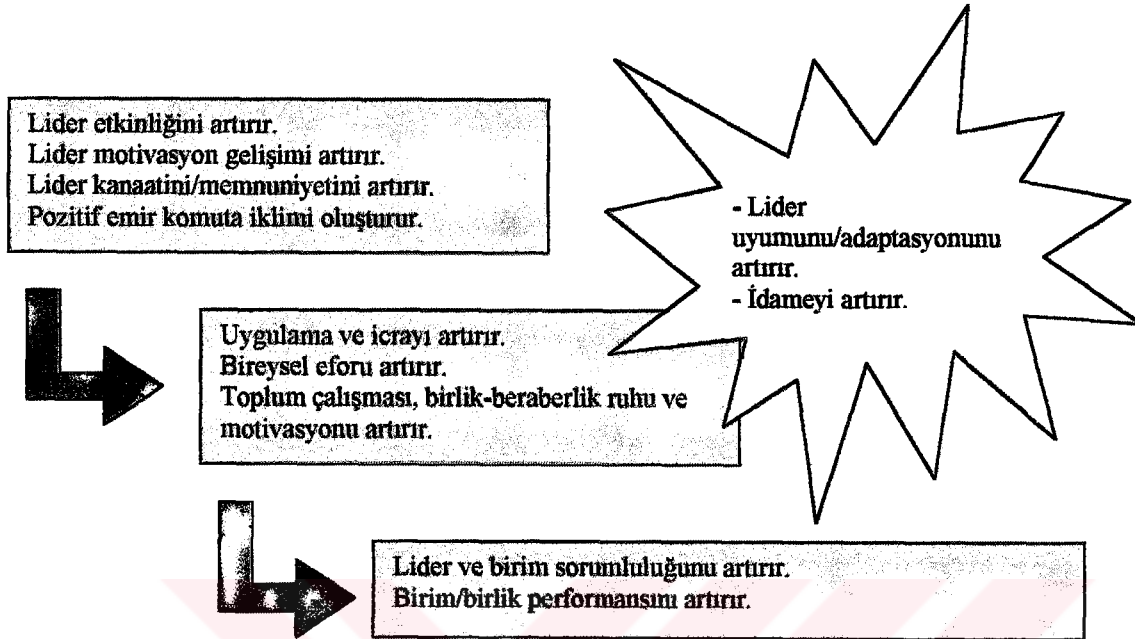 Lider etkinliğini artırır.
Lider motivasyon gelişimi artırır.
Lider kanaatini/memnuniyetini artırır.
Pozitif emir komuta iklimi oluşturur.
- Lider
uyumunu/adaptasyonunu
artırır.
- İdameyi artırır.
Uygulama ve icrayı artırır.
Bireysel eforu artırır.
Toplum çalışması, birlik-beraberlik ruhu ve
motivasyonu artırır.
Lider ve birim sorumluluğunu artırır.
Birim/birlik performansını artırır.